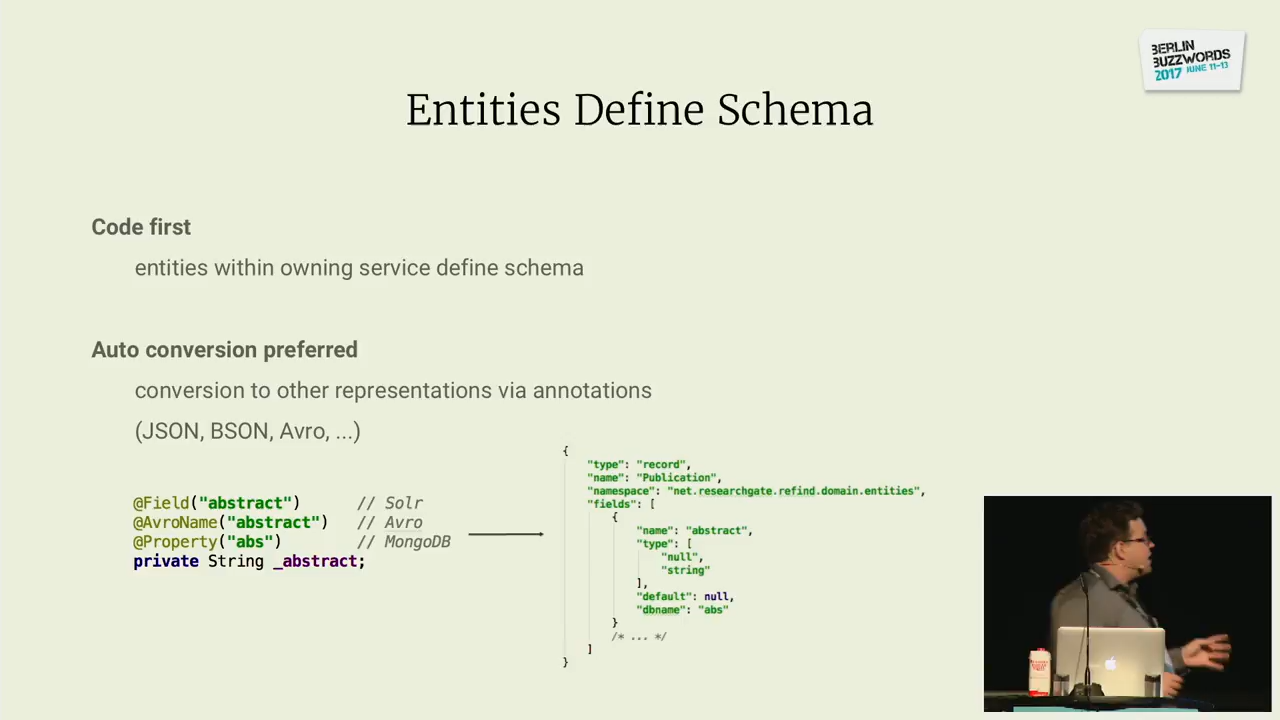 BERLIN
BUZZWORDS
2017 JUNE 11-13
Entities Define Schema
Code first
entities within owning service define schema
Auto conversion preferred
conversion to other representations via annotations
(JSON, BSON, Avro, ...)
@Field("abstract") // Solr
@AvroName("abstract") // Avro
@Property("abs") // MongoDB
private String _abstract;
{
"type": "record",
"name": "Publication",
"namespace": "net.researchgate.refind.domain.entities",
"fields": [
{
"name": "abstract",
"type": [
"null",
"string"
],
"default": null,
"dbname": "abs"
}
/* ... */
]
}